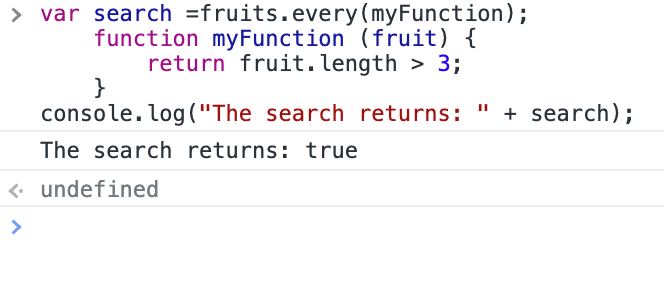 var search =fruits.every(myFunction);
    function myFunction (fruit) {
        return fruit.length > 3;
    }
console.log("The search returns: " + search);
The search returns: true
undefined